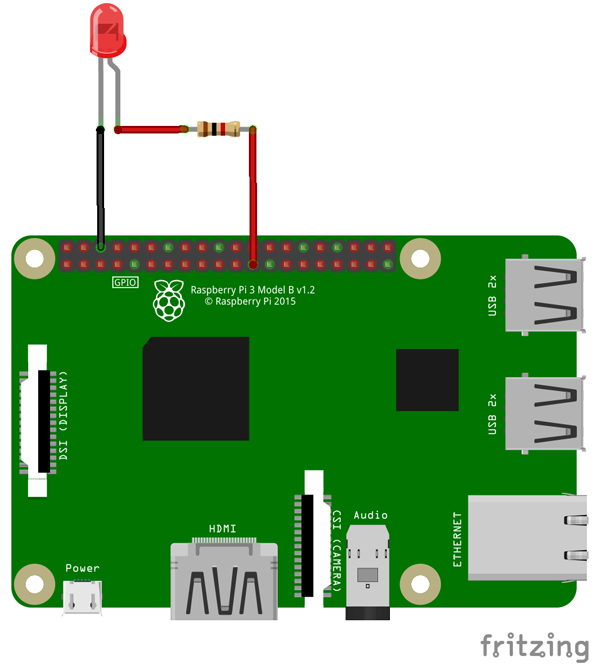 GPIO
Raspberry Pi 3 Model B v1.2
© Raspberry Pi 2015
USB 2x
DSI (DISPLAY)
USB 2x
CSI (CAMERA)
Audio
ETHERNET
HDMI
Power
fritzing